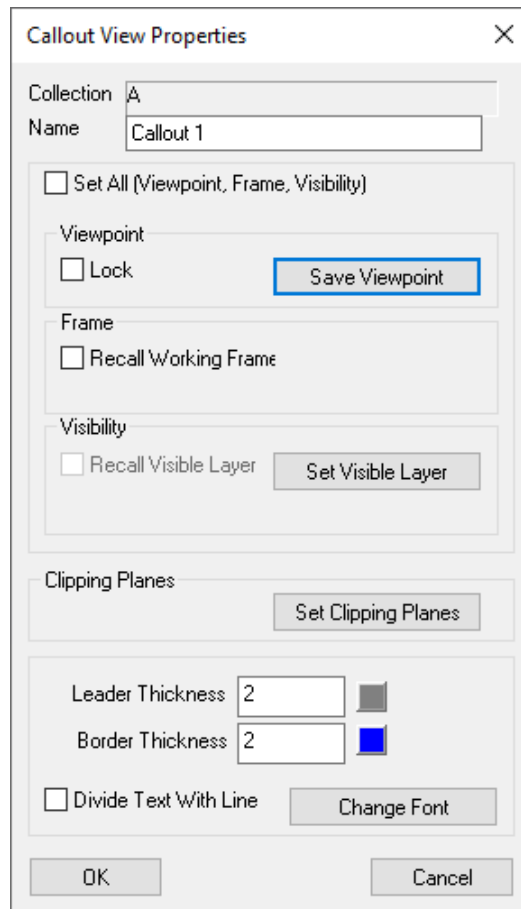 Callout View Properties
Collection A
Name Callout 1
Set All (Viewpoint, Frame, Visibility)
Viewpoint
Lock Save Viewpoint
Frame
Recall Working Frame
Visibility
Recall Visible Layer Set Visible Layer
Clipping Planes
Set Clipping Planes
Leader Thickness 2
Border Thickness 2
Divide Text With Line Change Font
OK Cancel